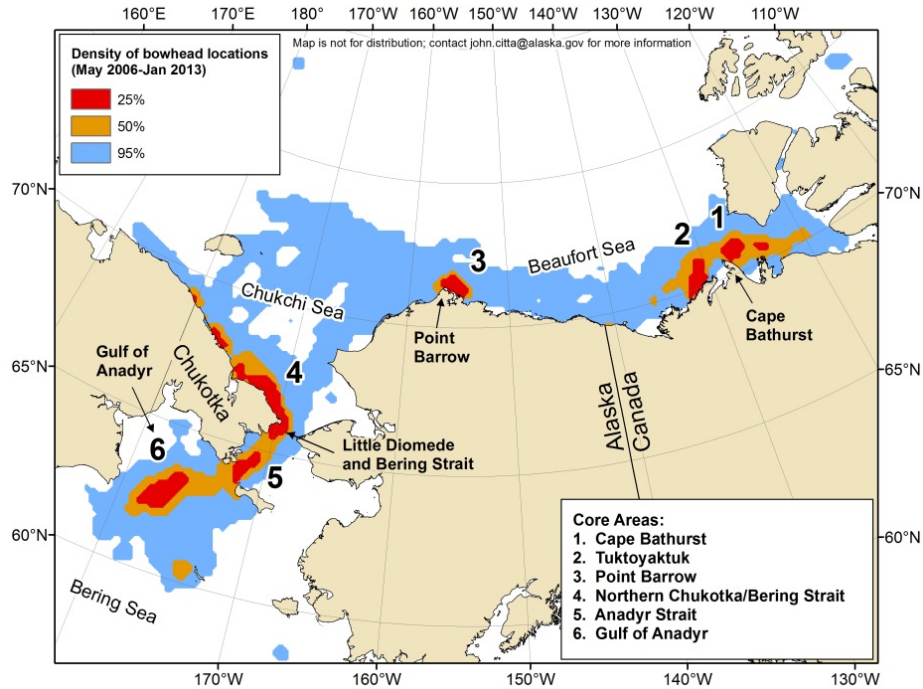 160°E 170°E 180° 170°W 160°W 150°W 140°W 130°W 120°W 110°W
Map is not for distribution; contact john.citta@alaska.gov for more information
Density of bowhead locations
(May 2006-Jan 2013)
25%
50%
95%
70°N
70°N
1
2
3
Beaufort Sea
Chukchi Sea
Point
Barrow
Cape
Bathurst
65°N
65°N
Gulf of
Anadyr
Chukotka
4
Alaska
Canada
6
Little Diomede
and Bering Strait
5
60°N
60°N
Bering Sea
Core Areas:
1. Cape Bathurst
2. Tuktoyaktuk
3. Point Barrow
4. Northern Chukotka/Bering Strait
5. Anadyr Strait
6. Gulf of Anadyr
170°W 160°W 150°W 140°W 130°W